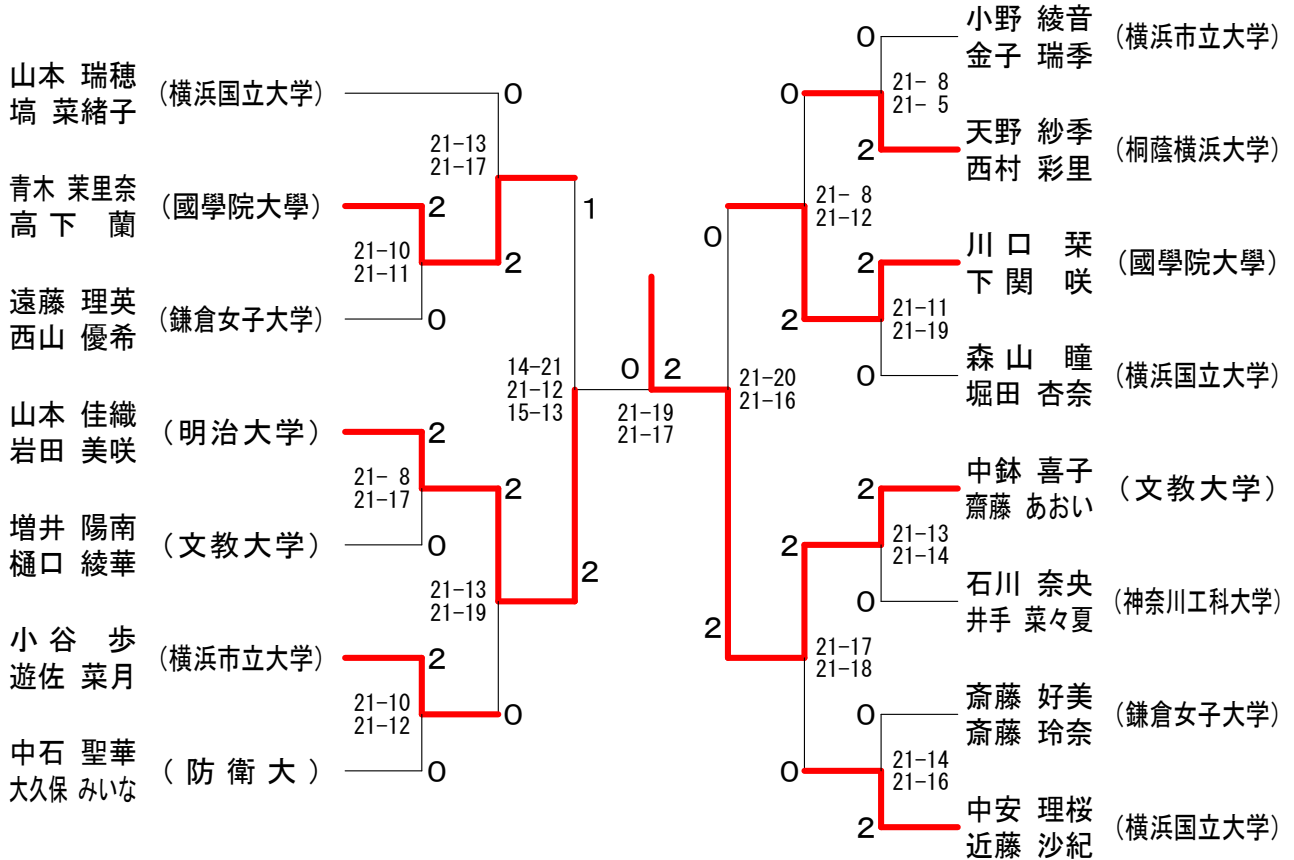 山本 瑞穂
塙 菜緒子
(横浜国立大学)
0
21-13
21-17
青木 茉里奈
高下 蘭
(國學院大學)
2
21-10
21-11
2
1
遠藤 理英
西山 優希
(鎌倉女子大学)
0
14-21
21-12
15-13
山本 佳織
岩田 美咲
(明治大学)
2
21- 8
21-17
2
増井 陽南
樋口 綾華
(文教大学)
0
21-13
21-19
2
小谷 歩
遊佐 菜月
(横浜市立大学)
2
21-10
21-12
0
中石 聖華
大久保 みいな
(防衛大)
0
0
2
21-19
21-17
小野 綾音
金子 瑞季
(横浜市立大学)
0
21- 8
21- 5
0
天野 紗季
西村 彩里
(桐蔭横浜大学)
2
21- 8
21-12
0
川口 栞
下関 咲
(國學院大學)
2
21-11
21-19
2
森山 瞳
堀田 杏奈
(横浜国立大学)
0
21-20
21-16
中鉢 喜子
齋藤 あおい
(文教大学)
2
21-13
21-14
2
石川 奈央
井手 菜々夏
(神奈川工科大学)
0
2
21-17
21-18
斎藤 好美
斎藤 玲奈
(鎌倉女子大学)
0
21-14
21-16
0
中安 理桜
近藤 沙紀
(横浜国立大学)
2